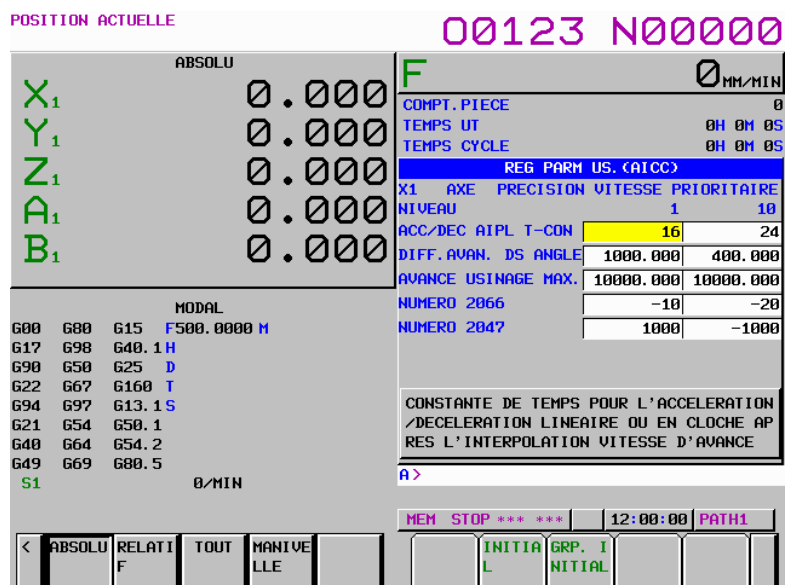 POSITION ACTUELLE
O0123 N00000
ABSOLU
X1 0.000
Y1 0.000
Z1 0.000
A1 0.000
B1 0.000
F 0 MM/MIN
COMPT.PIECE 0
TEMPS UT 0H 0M 0S
TEMPS CYCLE 0H 0M 0S
REG PARM US.(AICC)
X1 AXE PRECISION VITESSE PRIORITAIRE
NIVEAU 1 10
ACC/DEC AIPL T-CON 16 24
DIFF.AVAN. DS ANGLE 1000.000 400.000
AVANCE USINAGE MAX. 10000.000 10000.000
NUMERO 2066 -10 -20
NUMERO 2047 1000 -1000
CONSTANTE DE TEMPS POUR L'ACCELERATION
/DECELERATION LINEAIRE OU EN CLOCHE AP
RES L'INTERPOLATION VITESSE D'AVANCE
MODAL
G00 G80 G15 F500.0000 M
G17 G98 G40.1 H
G90 G50 G25 D
G22 G67 G160 T
G94 G97 G13.1 S
G21 G54 G50.1
G40 G64 G54.2
G49 G69 G80.5
S1 0/MIN
A>
MEM STOP *** *** 12:00:00 PATH1
< ABSOLU RELATI TOUT MANIVE INITIA GRP. I
F LLE L NITIAL